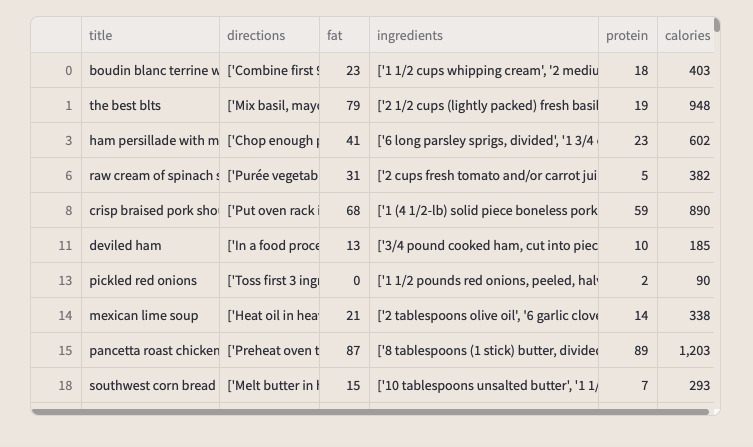 title directions fat ingredients protein calories
0 boudin blanc terrine w ['Combine first 9 23 ['1 1/2 cups whipping cream', '2 mediu 18 403
1 the best blts ['Mix basil, mayo 79 ['2 1/2 cups (lightly packed) fresh basil 19 948
3 ham persillade with m ['Chop enough p 41 ['6 long parsley sprigs, divided', '1 3/4 c 23 602
6 raw cream of spinach s ['Purée vegetab 31 ['2 cups fresh tomato and/or carrot jui 5 382
8 crisp braised pork shou ['Put oven rack i 68 ['1 (4 1/2-lb) solid piece boneless pork 59 890
11 deviled ham ['In a food proce 13 ['3/4 pound cooked ham, cut into piec 10 185
13 pickled red onions ['Toss first 3 ingr 0 ['1 1/2 pounds red onions, peeled, halv 2 90
14 mexican lime soup ['Heat oil in hea 21 ['2 tablespoons olive oil', '6 garlic clove 14 338
15 pancetta roast chicken ['Preheat oven t 87 ['8 tablespoons (1 stick) butter, divided 89 1,203
18 southwest corn bread ['Melt butter in h 15 ['10 tablespoons unsalted butter', '1 1/ 7 293